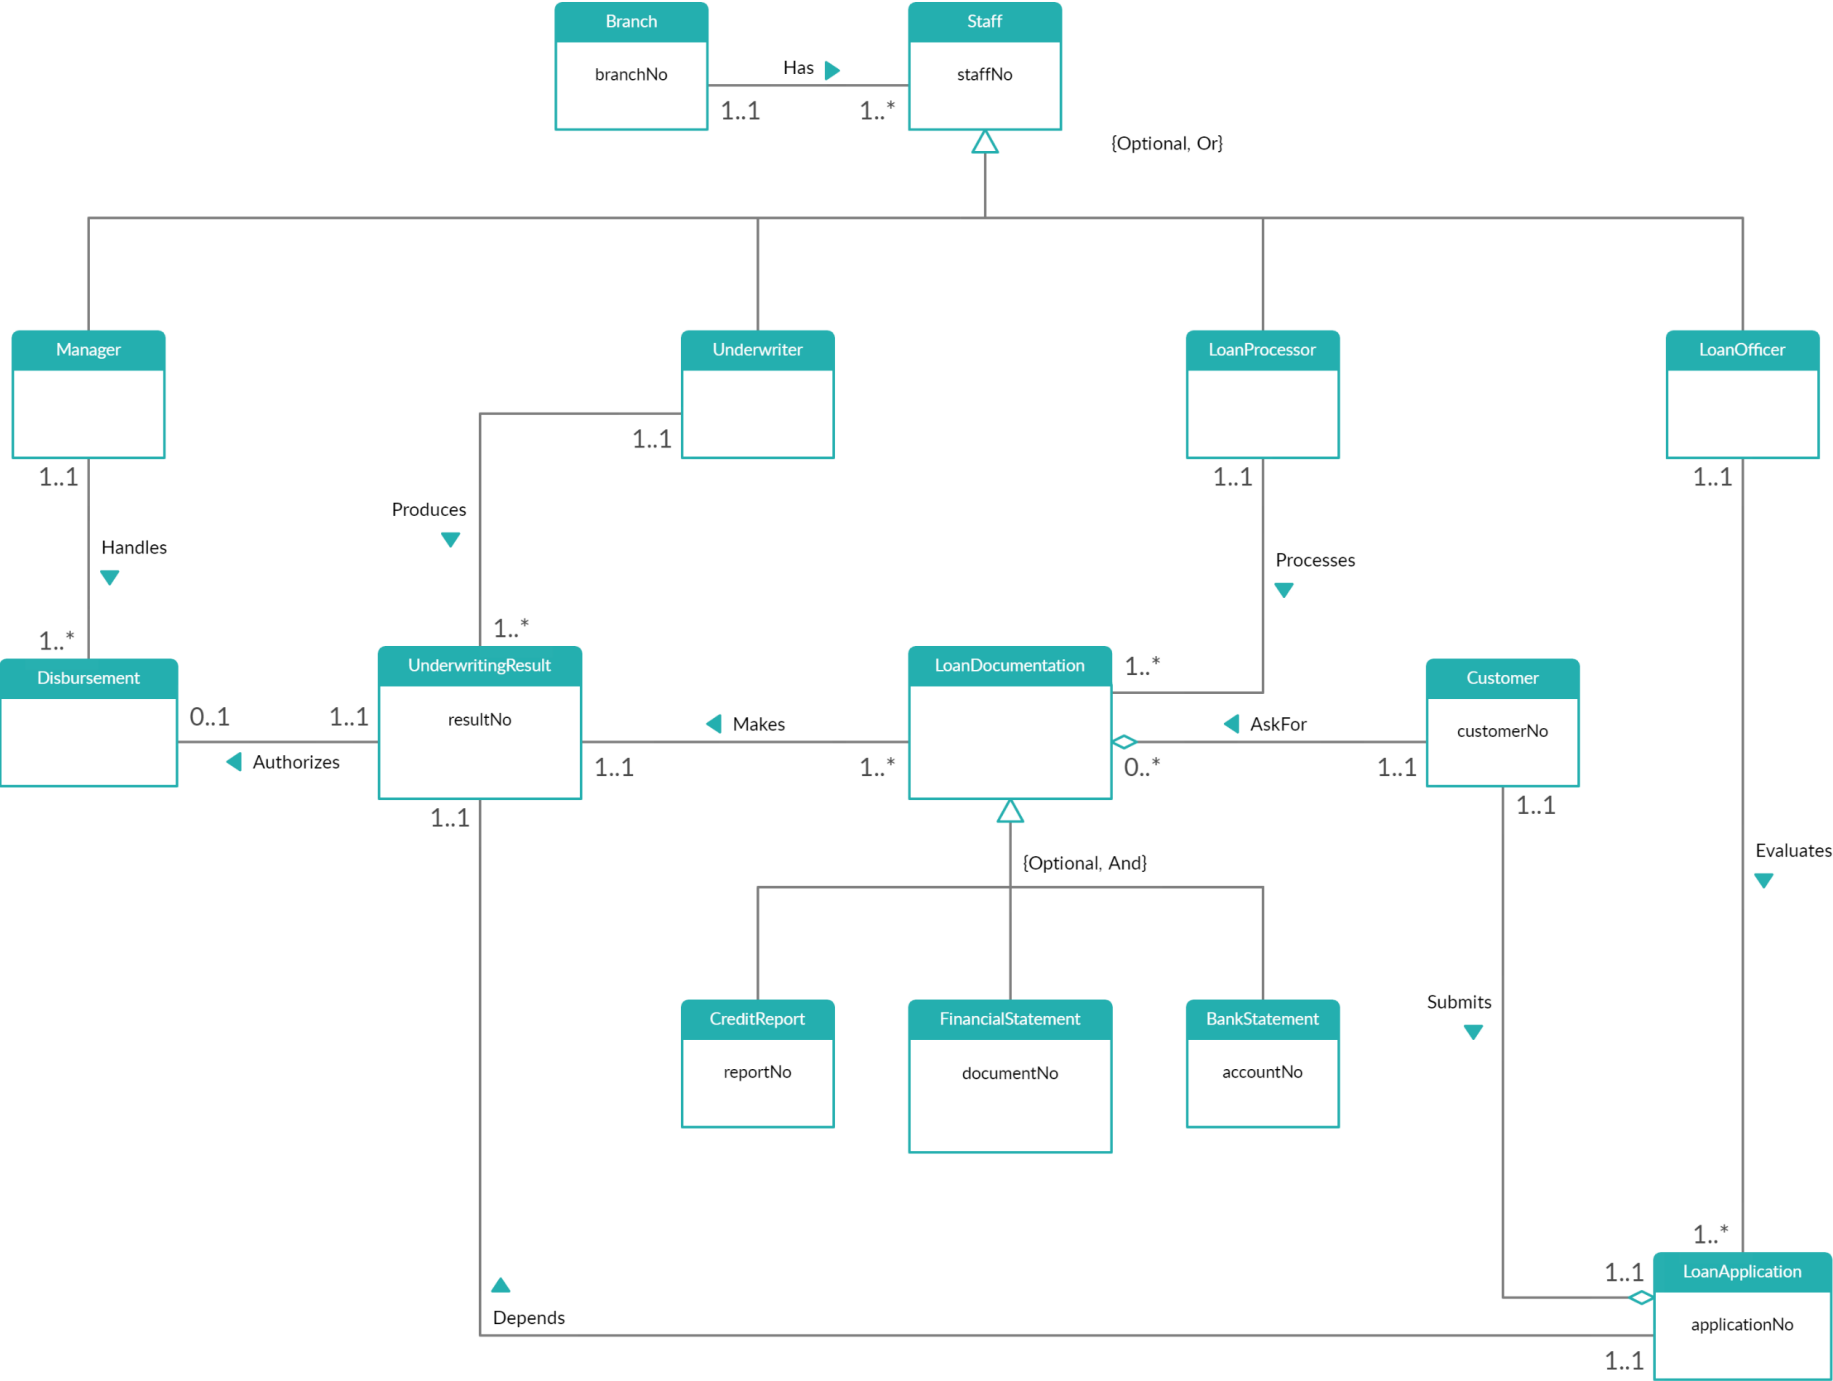 Branch
branchNo
Has
1..1
1..*
Staff
staffNo
{Optional, Or}
Manager
Underwriter
LoanProcessor
LoanOfficer
1..1
1..1
1..1
1..1
Produces
Handles
Processes
1..*
1..*
1..*
Disbursement
0..1
1..1
Authorizes
UnderwritingResult
resultNo
Makes
1..1
1..*
LoanDocumentation
AskFor
0..*
1..1
Customer
customerNo
1..1
1..1
{Optional, And}
Evaluates
Submits
CreditReport
reportNo
FinancialStatement
documentNo
BankStatement
accountNo
1..*
1..1
LoanApplication
applicationNo
Depends
1..1